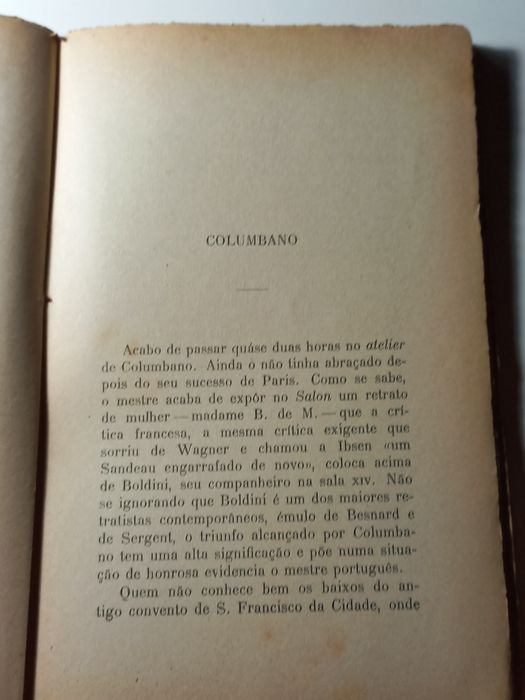 COLUMBANO
Acabo de passar quáse duas horas no atelier
de Columbano. Ainda o não tinha abraçado de-
pois do seu sucesso de Paris. Como se sabe,
o mestre acaba de expôr no Salon um retrato
de mulher — madame B. de M. — que a crí-
tica francesa, a mesma crítica exigente que
sorriu de Wagner e chamou a Ibsen «um
Sandeau engarrafado de novo», coloca acima
de Boldini, seu companheiro na sala XIV. Não
se ignorando que Boldini é um dos maiores re-
tratistas contemporâneos, émulo de Besnard e
de Sergent, o triunfo alcançado por Columba-
no tem uma alta significação e põe numa situa-
ção de honrosa evidencia o mestre português.
Quem não conhece bem os baixos do an-
tigo convento de S. Francisco da Cidade, onde